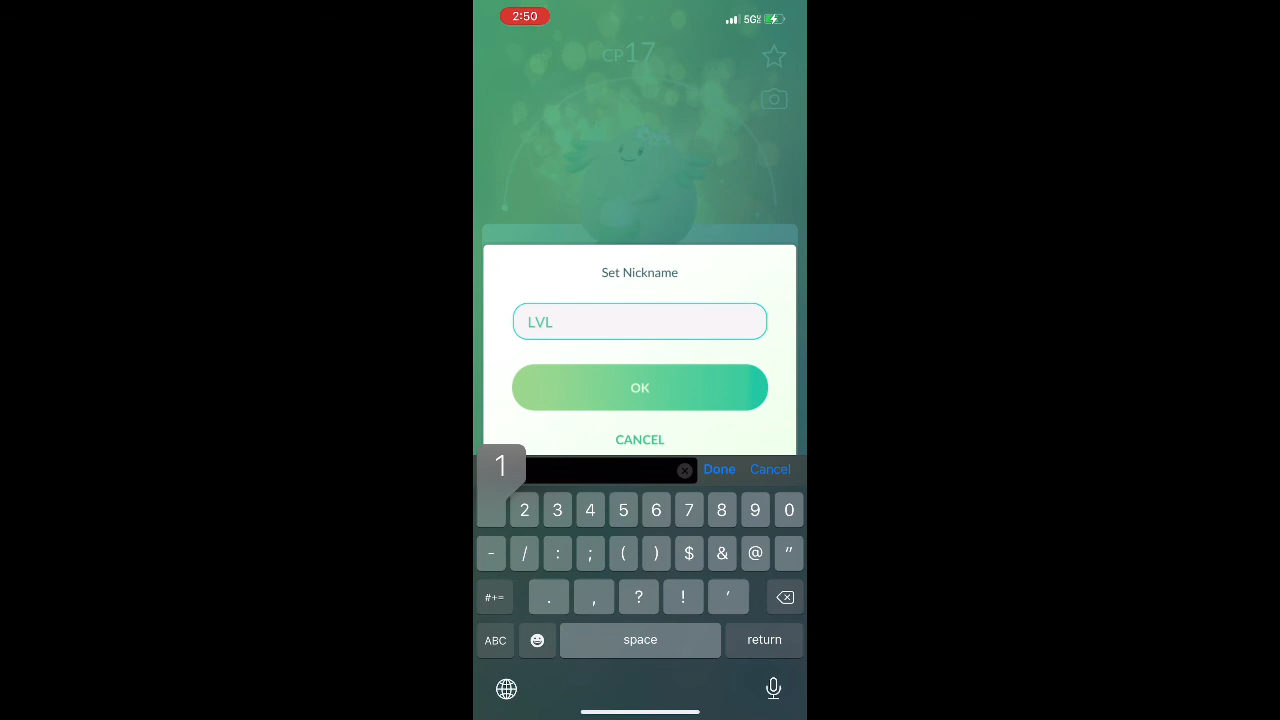 2:50
5G
CP17
Set Nickname
LVL
OK
CANCEL
1
Done Cancel
2 3 4 5 6 7 8 9 0
- / : ; ( ) $ & @ "
#+= . , ? ! '
ABC space return